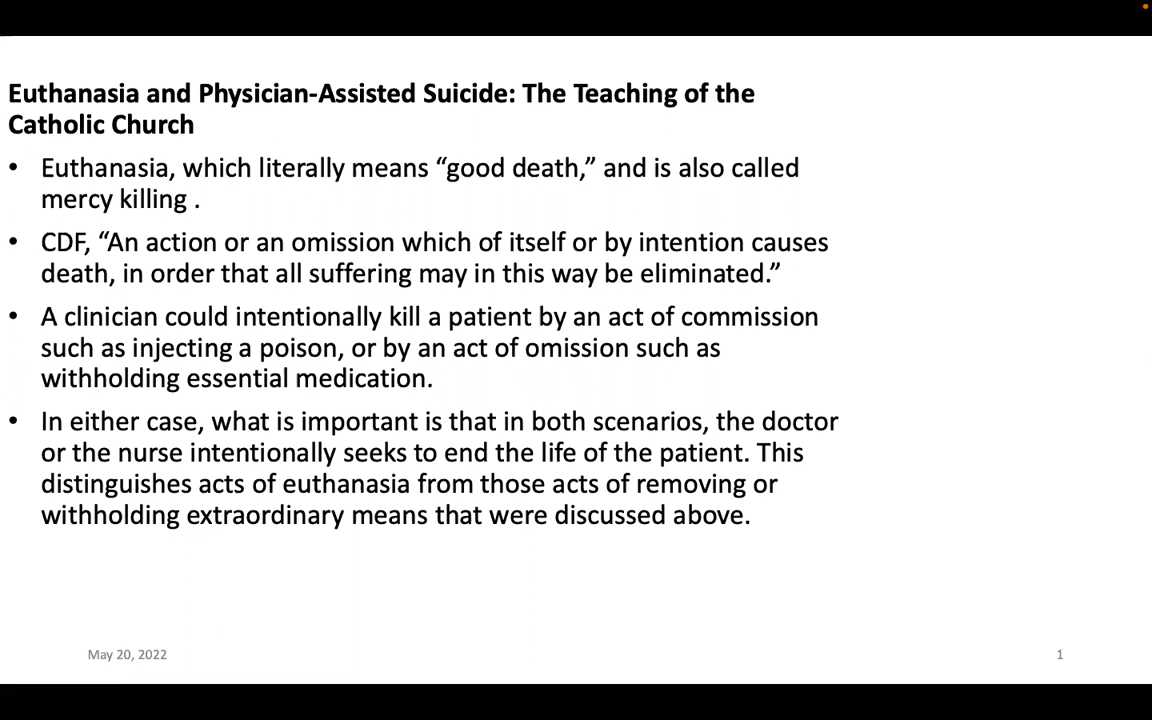 Euthanasia and Physician-Assisted Suicide: The Teaching of the
Catholic Church
• Euthanasia, which literally means “good death,” and is also called
mercy killing .
• CDF, “An action or an omission which of itself or by intention causes
death, in order that all suffering may in this way be eliminated.”
• A clinician could intentionally kill a patient by an act of commission
such as injecting a poison, or by an act of omission such as
withholding essential medication.
• In either case, what is important is that in both scenarios, the doctor
or the nurse intentionally seeks to end the life of the patient. This
distinguishes acts of euthanasia from those acts of removing or
withholding extraordinary means that were discussed above.
May 20, 2022
1